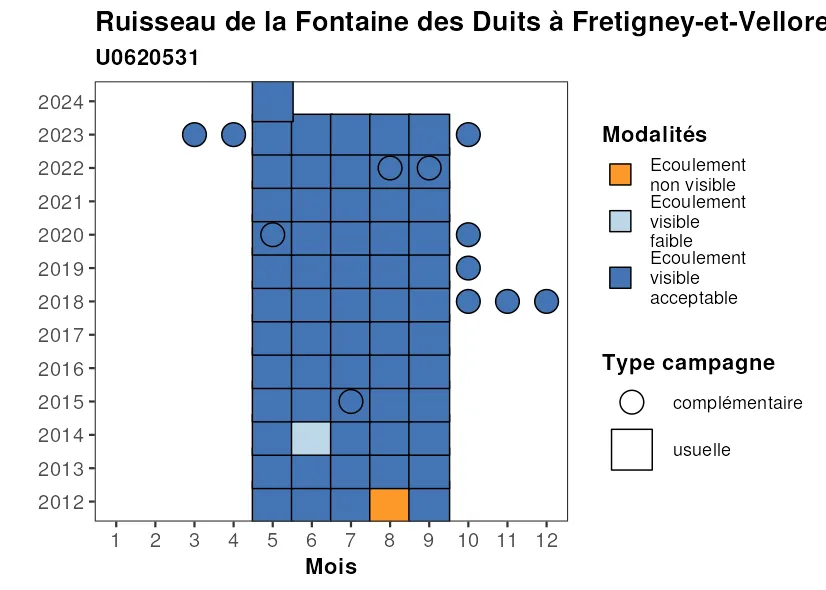 Ruisseau de la Fontaine des Duits à Fretigney-et-Vellore
U0620531
2024
2023
2022
2021
2020
2019
2018
2017
2016
2015
2014
2013
2012
1 2 3 4 5 6 7 8 9 10 11 12
Mois
Modalités
Ecoulement
non visible
Ecoulement
visible
faible
Ecoulement
visible
acceptable
Type campagne
complémentaire
usuelle